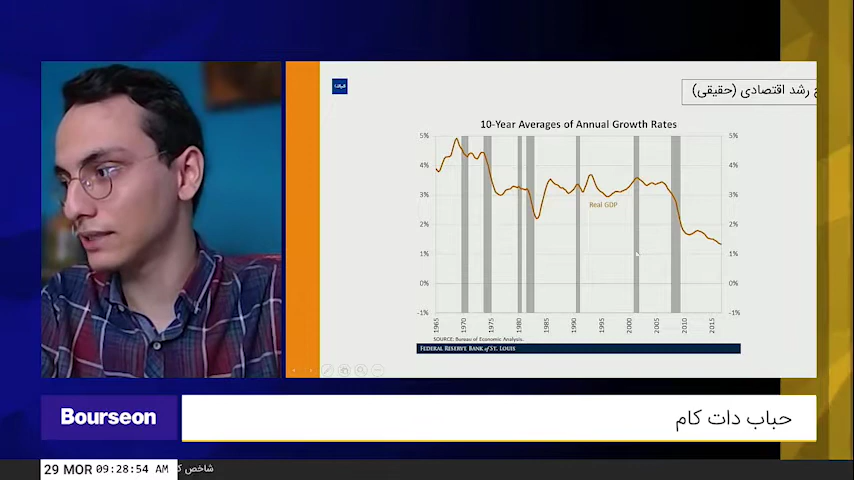 رشد اقتصادی (حقیقی)
10-Year Averages of Annual Growth Rates
5% 5%
4% 4%
3% 3%
Real GDP
2% 2%
1% 1%
0% 0%
-1% -1%
1965 1970 1975 1980 1985 1990 1995 2000 2005 2010 2015
SOURCE: Bureau of Economic Analysis.
FEDERAL RESERVE BANK of ST. LOUIS
Bourseon
حباب دات کام
29 MOR 09:28:54 AM
شاخص